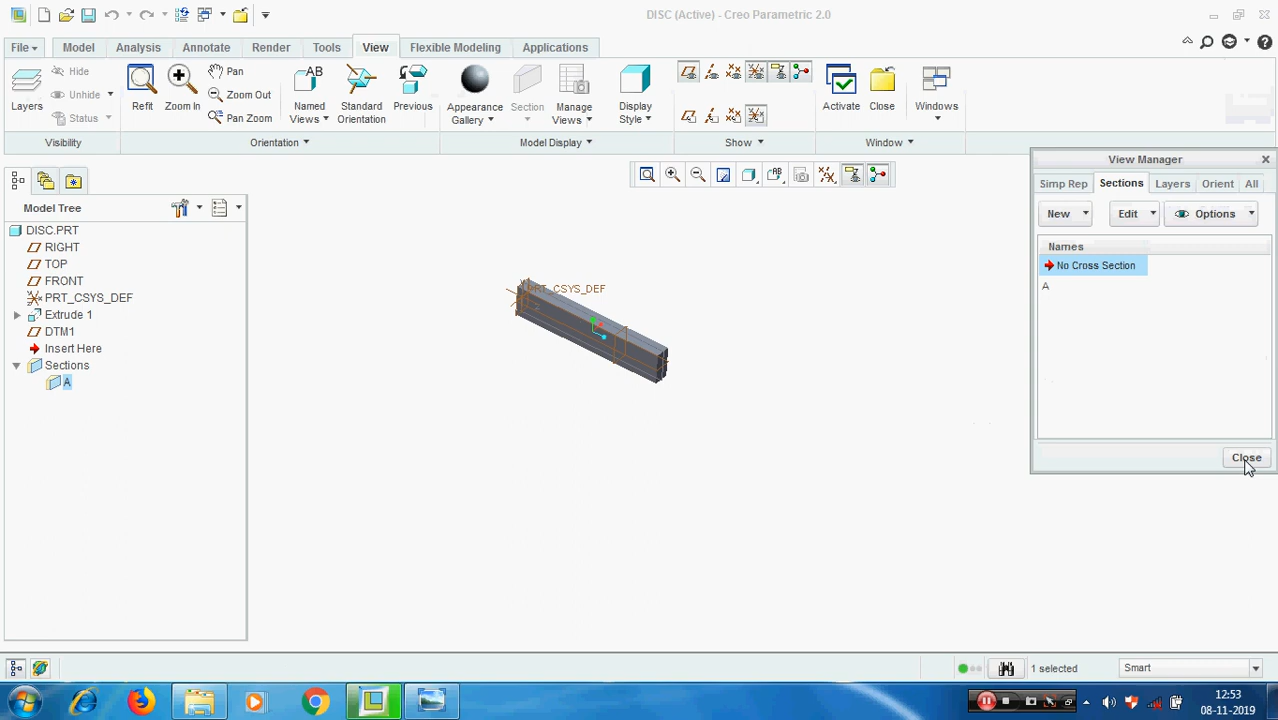 DISC (Active) - Creo Parametric 2.0
File
Model
Analysis
Annotate
Render
Tools
View
Flexible Modeling
Applications
Layers
Hide
Unhide
Status
Visibility
Refit
Zoom In
Pan
Zoom Out
Pan Zoom
Named
Views
Standard
Orientation
Previous
Orientation
Appearance
Gallery
Section
Manage
Views
Display
Style
Model Display
Show
Activate
Close
Windows
Window
Model Tree
DISC.PRT
RIGHT
TOP
FRONT
PRT_CSYS_DEF
Extrude 1
DTM1
Insert Here
Sections
A
PRT_CSYS_DEF
View Manager
Simp Rep
Sections
Layers
Orient
All
New
Edit
Options
Names
No Cross Section
A
Close
1 selected
Smart
12:53
08-11-2019